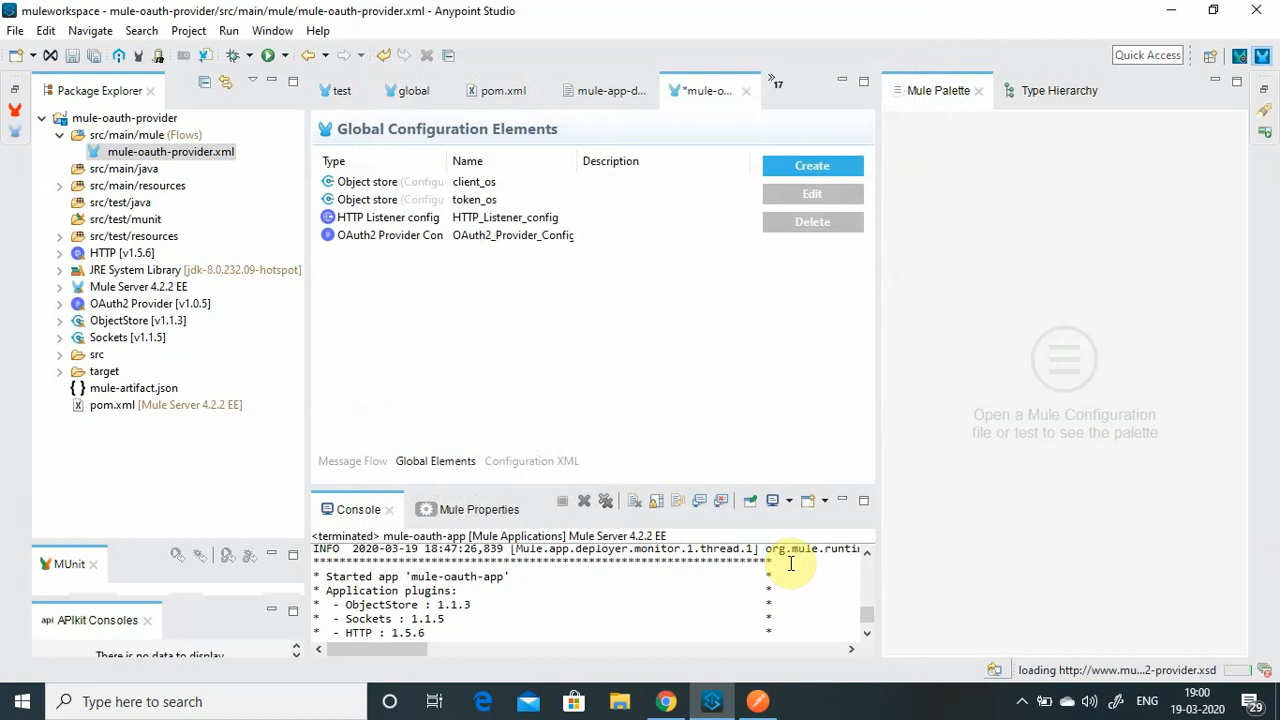 muleworkspace - mule-oauth-provider/src/main/mule/mule-oauth-provider.xml - Anypoint Studio
File Edit Navigate Search Project Run Window Help
Quick Access
Package Explorer
test
global
pom.xml
mule-app-d...
*mule-o...
17
Mule Palette
Type Hierarchy
mule-oauth-provider
src/main/mule (Flows)
mule-oauth-provider.xml
src/main/java
src/main/resources
src/test/java
src/test/munit
src/test/resources
HTTP [v1.5.6]
JRE System Library [jdk-8.0.232.09-hotspot]
Mule Server 4.2.2 EE
OAuth2 Provider [v1.0.5]
ObjectStore [v1.1.3]
Sockets [v1.1.5]
src
target
mule-artifact.json
pom.xml [Mule Server 4.2.2 EE]
Global Configuration Elements
Type Name Description
Object store (Configu client_os
Object store (Configu token_os
HTTP Listener config HTTP_Listener_config
OAuth2 Provider Con OAuth2_Provider_Config
Create
Edit
Delete
Message Flow Global Elements Configuration XML
Open a Mule Configuration
file or test to see the palette
MUnit
api APIkit Consoles
There is no data to display
Console
Mule Properties
<terminated> mule-oauth-app [Mule Applications] Mule Server 4.2.2 EE
INFO 2020-03-19 18:47:26,839 [Mule.app.deployer.monitor.1.thread.1] org.mule.runtin
**********************************************************************
* Started app 'mule-oauth-app' *
* Application plugins: *
* - ObjectStore : 1.1.3 *
* - Sockets : 1.1.5 *
* - HTTP : 1.5.6 *
loading http://www.mu...2-provider.xsd
Type here to search
ENG
19:00
19-03-2020
29